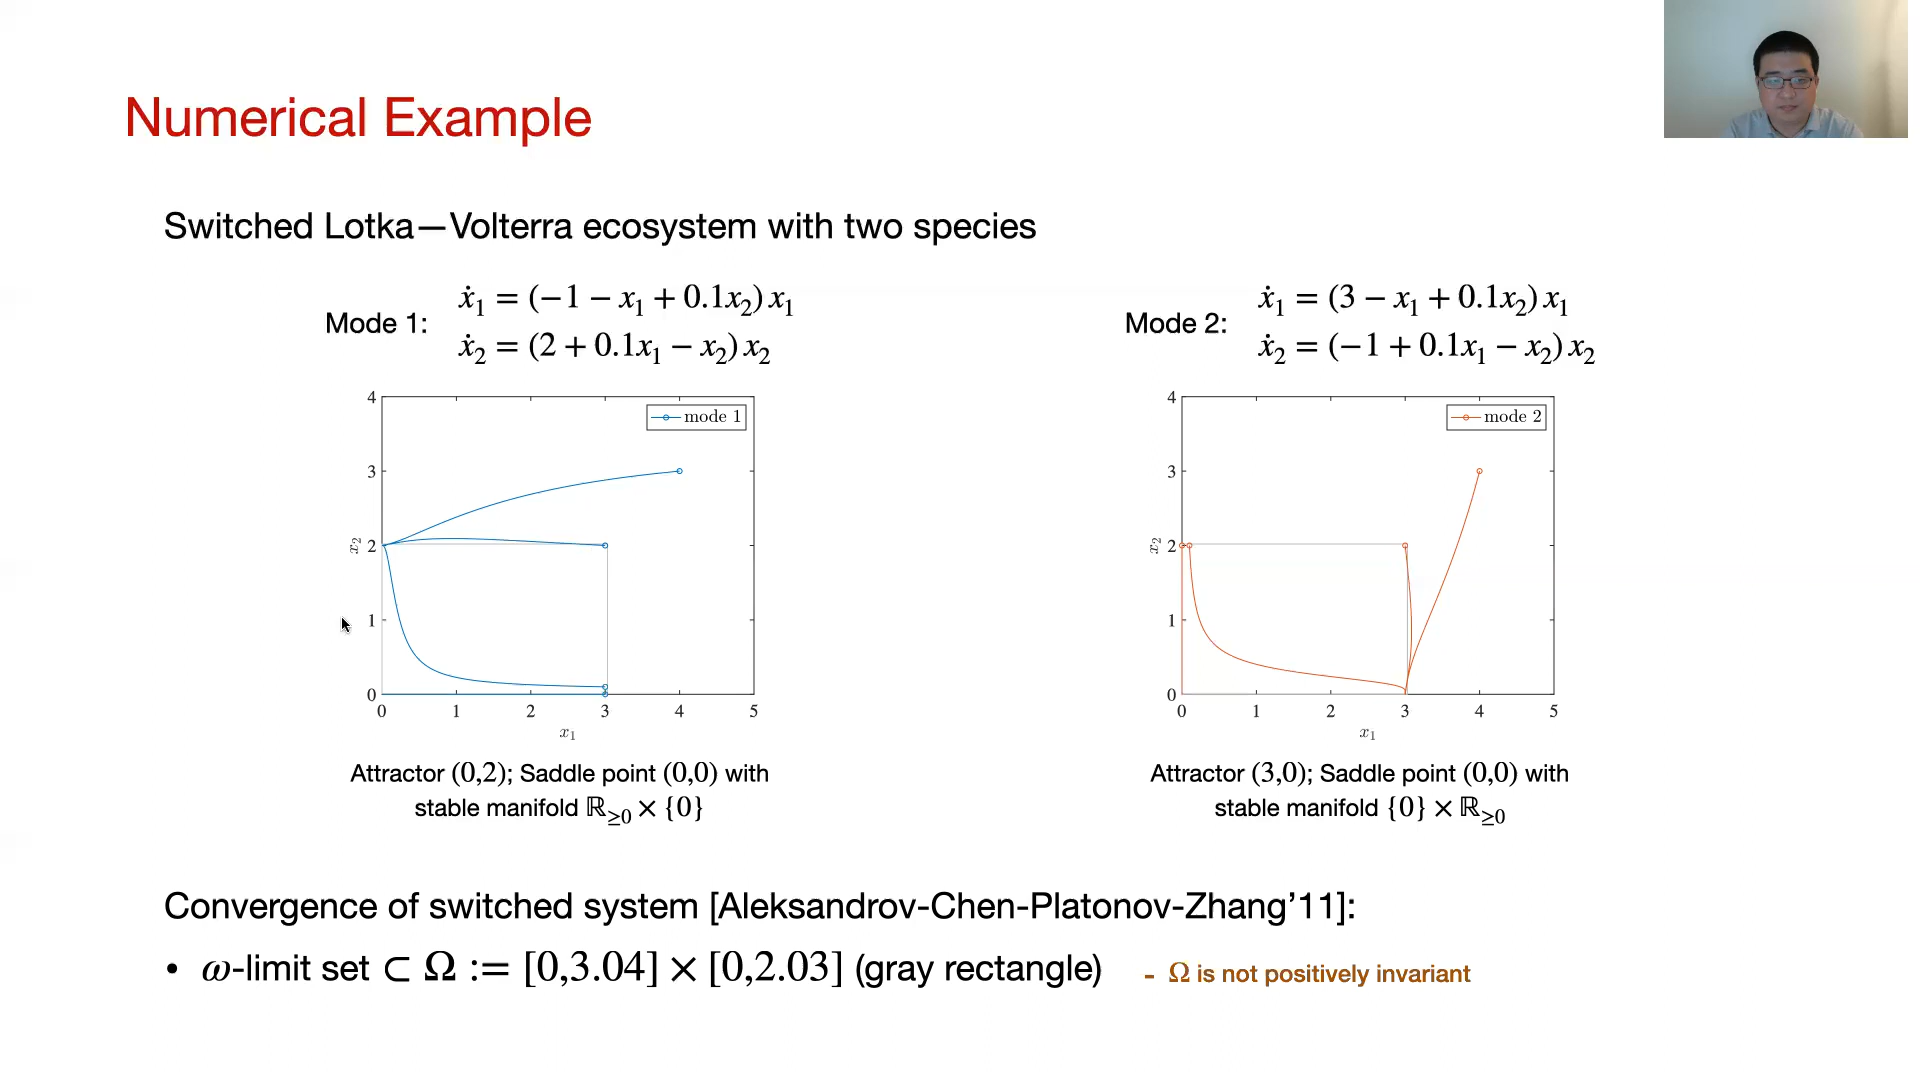 Numerical Example
Switched Lotka—Volterra ecosystem with two species
Mode 1:
ẋ₁ = (−1 − x₁ + 0.1x₂) x₁
ẋ₂ = (2 + 0.1x₁ − x₂) x₂
Mode 2:
ẋ₁ = (3 − x₁ + 0.1x₂) x₁
ẋ₂ = (−1 + 0.1x₁ − x₂) x₂
mode 1
4
3
2
1
0
x₂
0 1 2 3 4 5
x₁
mode 2
4
3
2
1
0
x₂
0 1 2 3 4 5
x₁
Attractor (0,2); Saddle point (0,0) with
stable manifold ℝ≥0 × {0}
Attractor (3,0); Saddle point (0,0) with
stable manifold {0} × ℝ≥0
Convergence of switched system [Aleksandrov-Chen-Platonov-Zhang’11]:
• ω-limit set ⊂ Ω := [0,3.04] × [0,2.03] (gray rectangle)
- Ω is not positively invariant